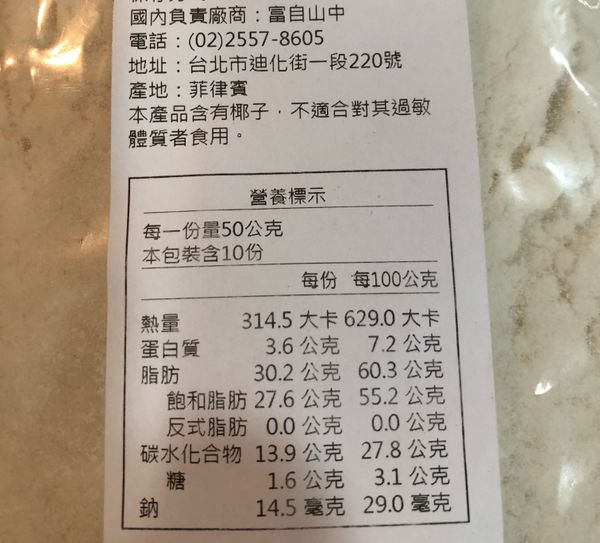 國內負責廠商：富自山中
電話：(02)2557-8605
地址：台北市迪化街一段220號
產地：菲律賓
本產品含有椰子，不適合對其過敏
體質者食用。
營養標示
每一份量50公克
本包裝含10份
每份 每100公克
熱量 314.5 大卡 629.0 大卡
蛋白質 3.6 公克 7.2 公克
脂肪 30.2 公克 60.3 公克
飽和脂肪 27.6 公克 55.2 公克
反式脂肪 0.0 公克 0.0 公克
碳水化合物 13.9 公克 27.8 公克
糖 1.6 公克 3.1 公克
鈉 14.5 毫克 29.0 毫克